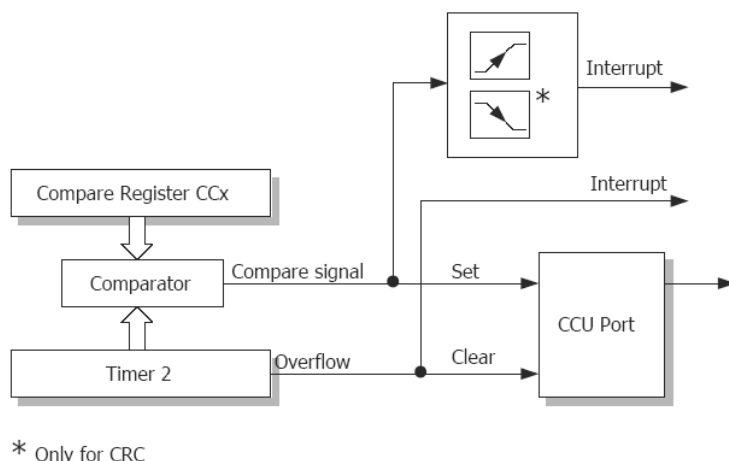 Interrupt
*
Interrupt
Compare Register CCx
Comparator
Compare signal
Set
CCU Port
Timer 2
Overflow
Clear
* Only for CRC